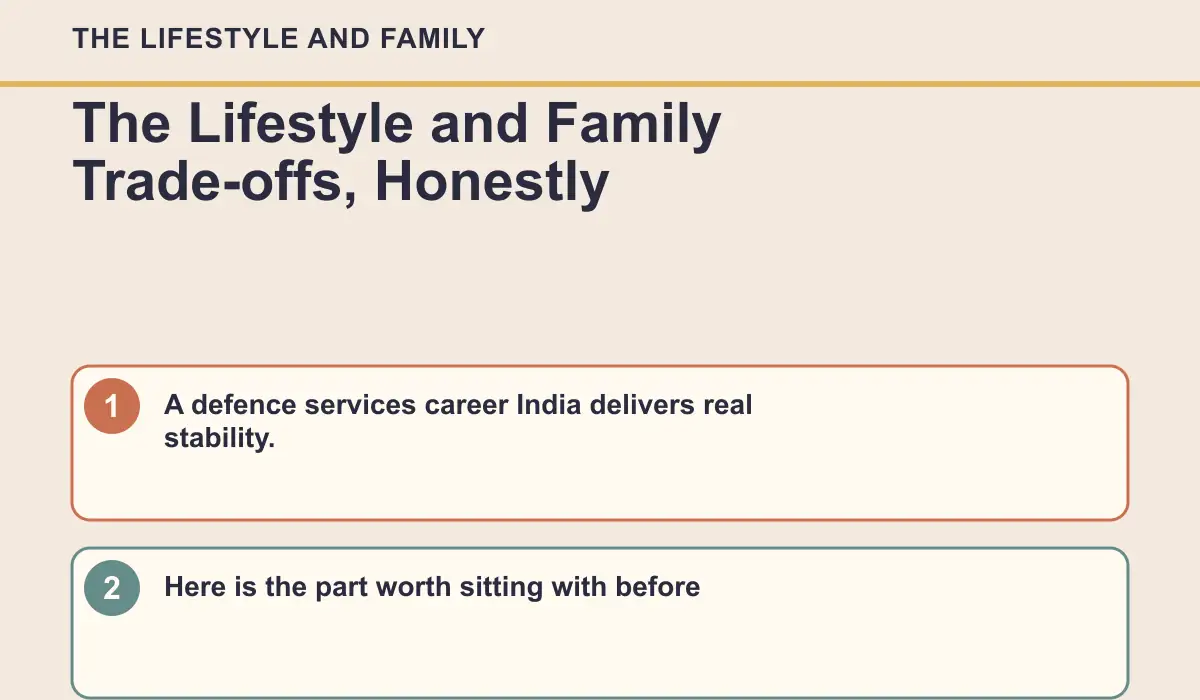 THE LIFESTYLE AND FAMILY
The Lifestyle and Family
Trade-offs, Honestly
1
A defence services career India delivers real
stability.
2
Here is the part worth sitting with before